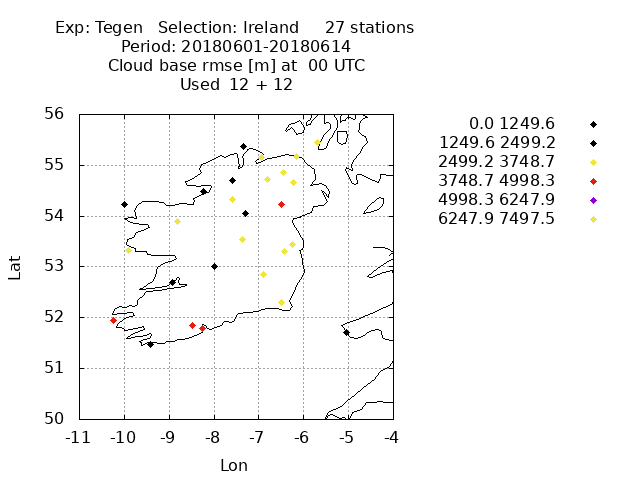 Exp: Tegen   Selection: Ireland     27 stations
Period: 20180601-20180614
Cloud base rmse [m] at  00 UTC
Used  12 + 12
0.0 1249.6
1249.6 2499.2
2499.2 3748.7
3748.7 4998.3
4998.3 6247.9
6247.9 7497.5
Lat
56
55
54
53
52
51
50
-11 -10 -9 -8 -7 -6 -5 -4
Lon